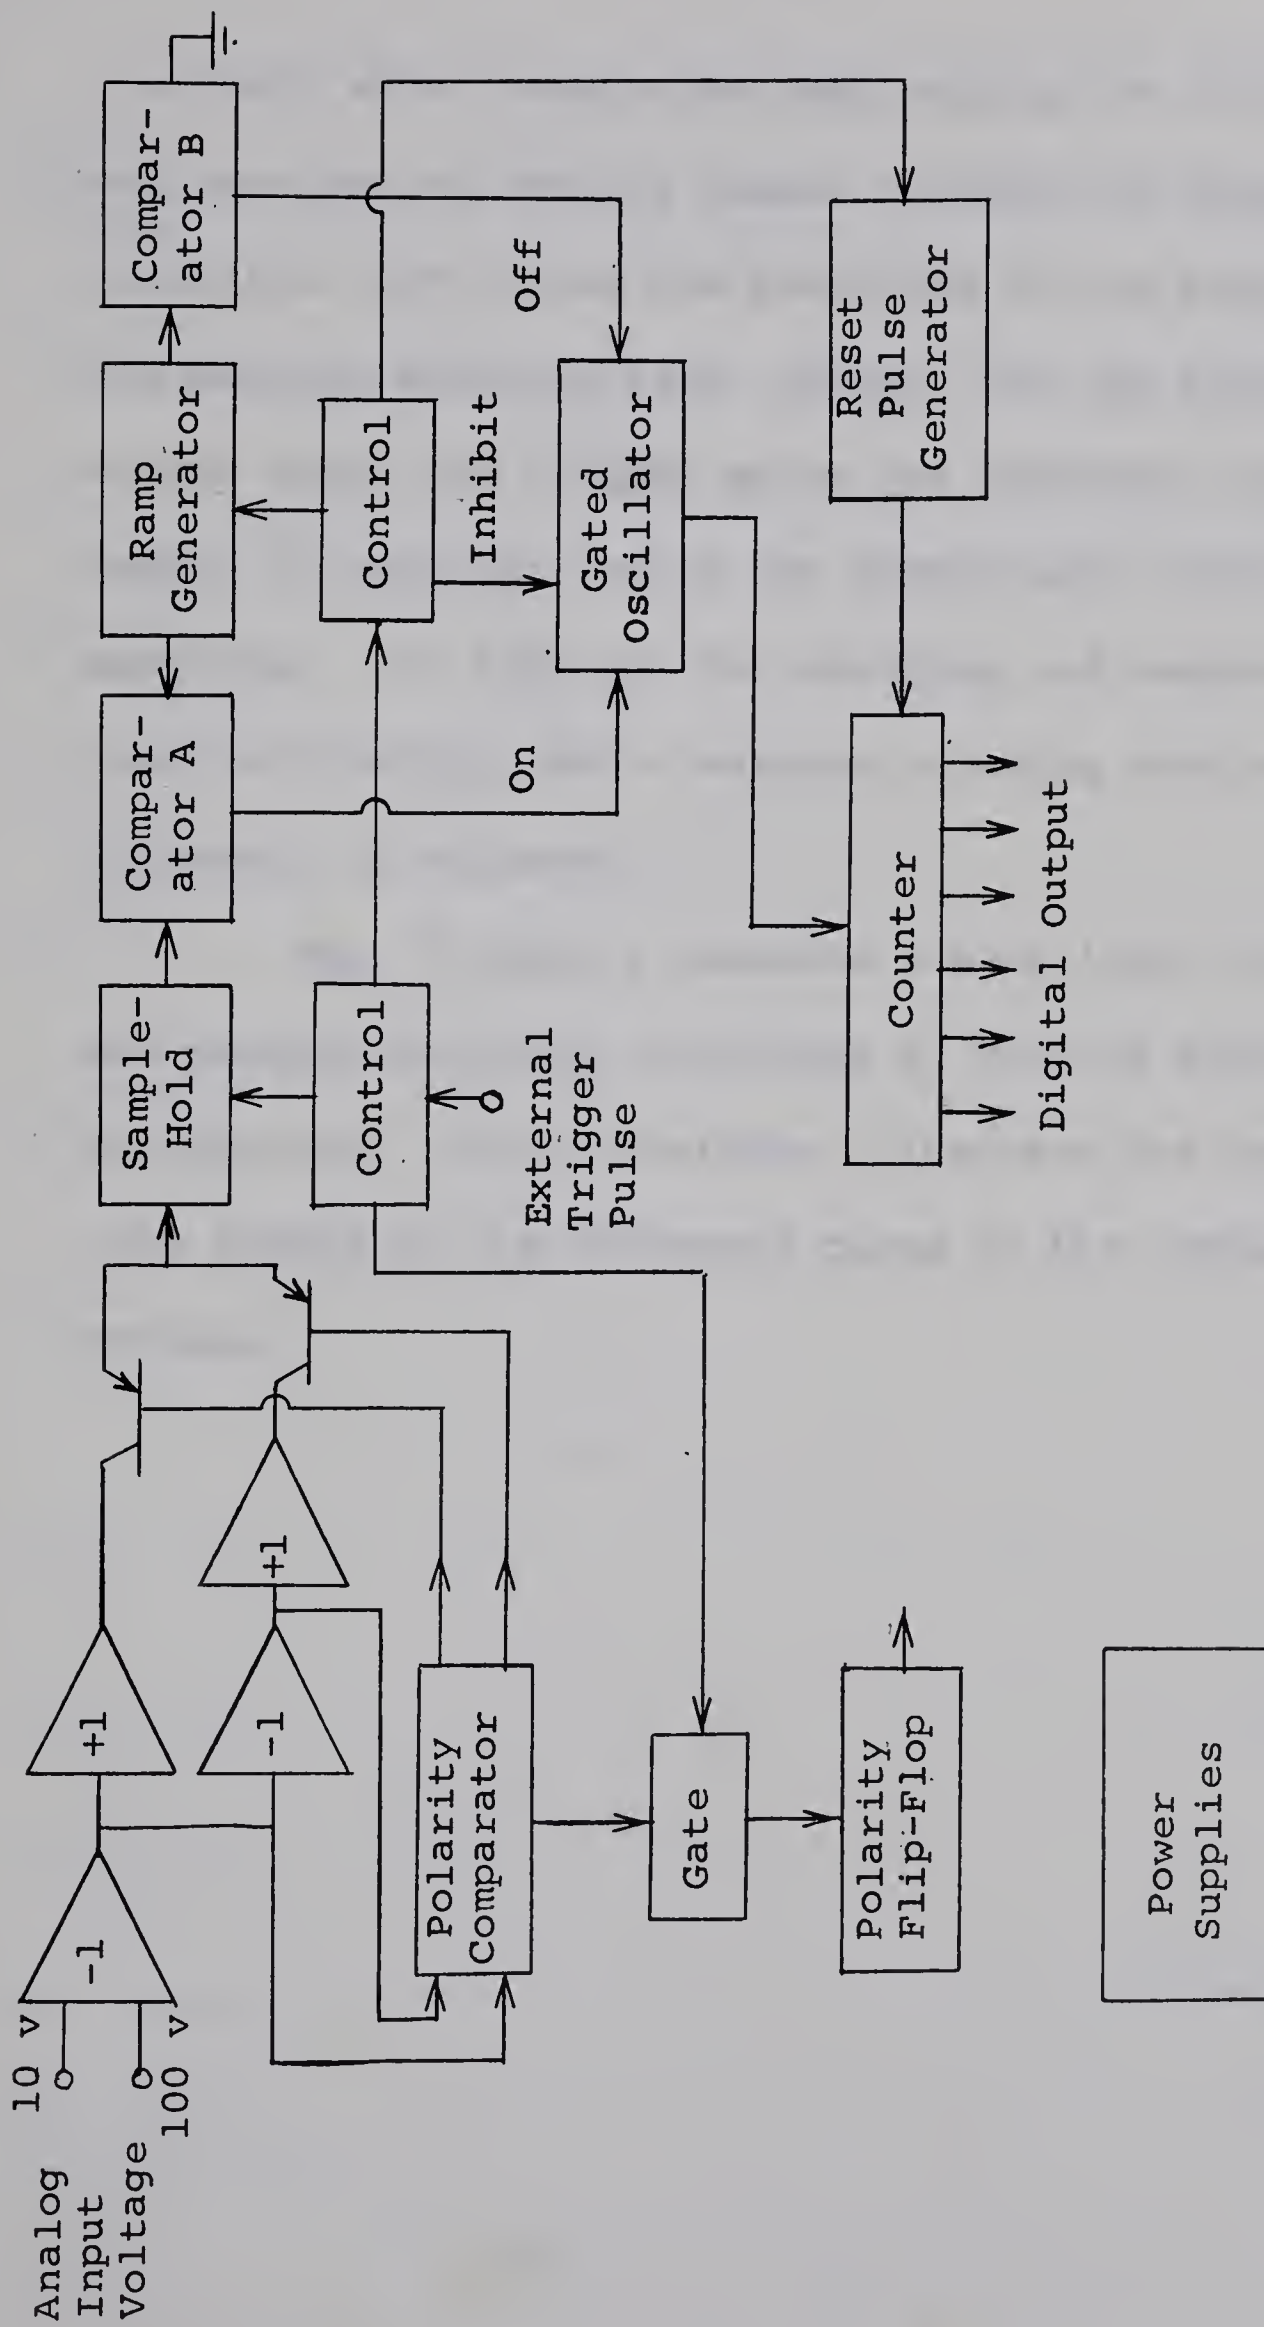 Analog
Input
Voltage
10 v
100 v
-1
+1
-1
+1
Polarity
Comparator
Gate
Polarity
Flip-Flop
Power
Supplies
Sample-
Hold
Control
External
Trigger
Pulse
Compar-
ator A
Ramp
Generator
Compar-
ator B
Control
Inhibit
On
Off
Gated
Oscillator
Reset
Pulse
Generator
Counter
Digital Output